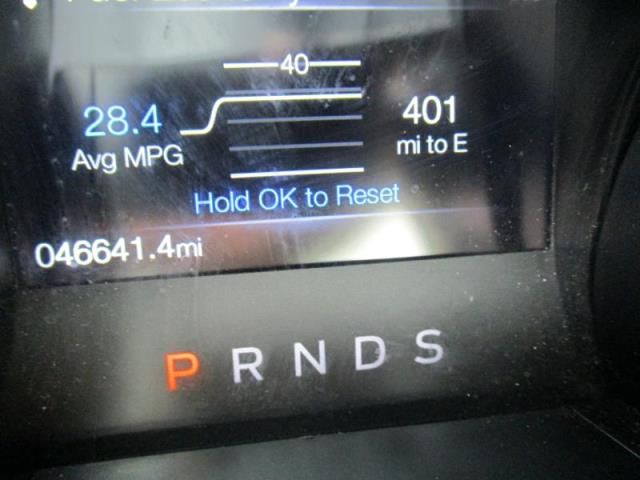 40
28.4
Avg MPG
401
mi to E
Hold OK to Reset
046641.4mi
P R N D S